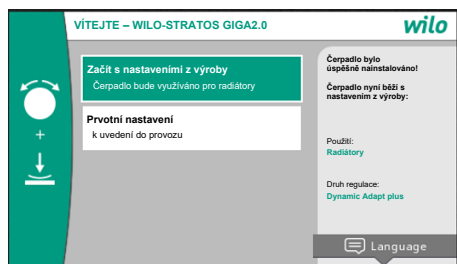 VÍTEJTE – WILO-STRATOS GIGA2.0
wilo
Začít s nastaveními z výroby
Čerpadlo bude využíváno pro radiátory
Prvotní nastavení
k uvedení do provozu
+
Čerpadlo bylo
úspěšně nainstalováno!
Čerpadlo nyní běží s
nastavením z výroby:
Použití:
Radiátory
Druh regulace:
Dynamic Adapt plus
Language